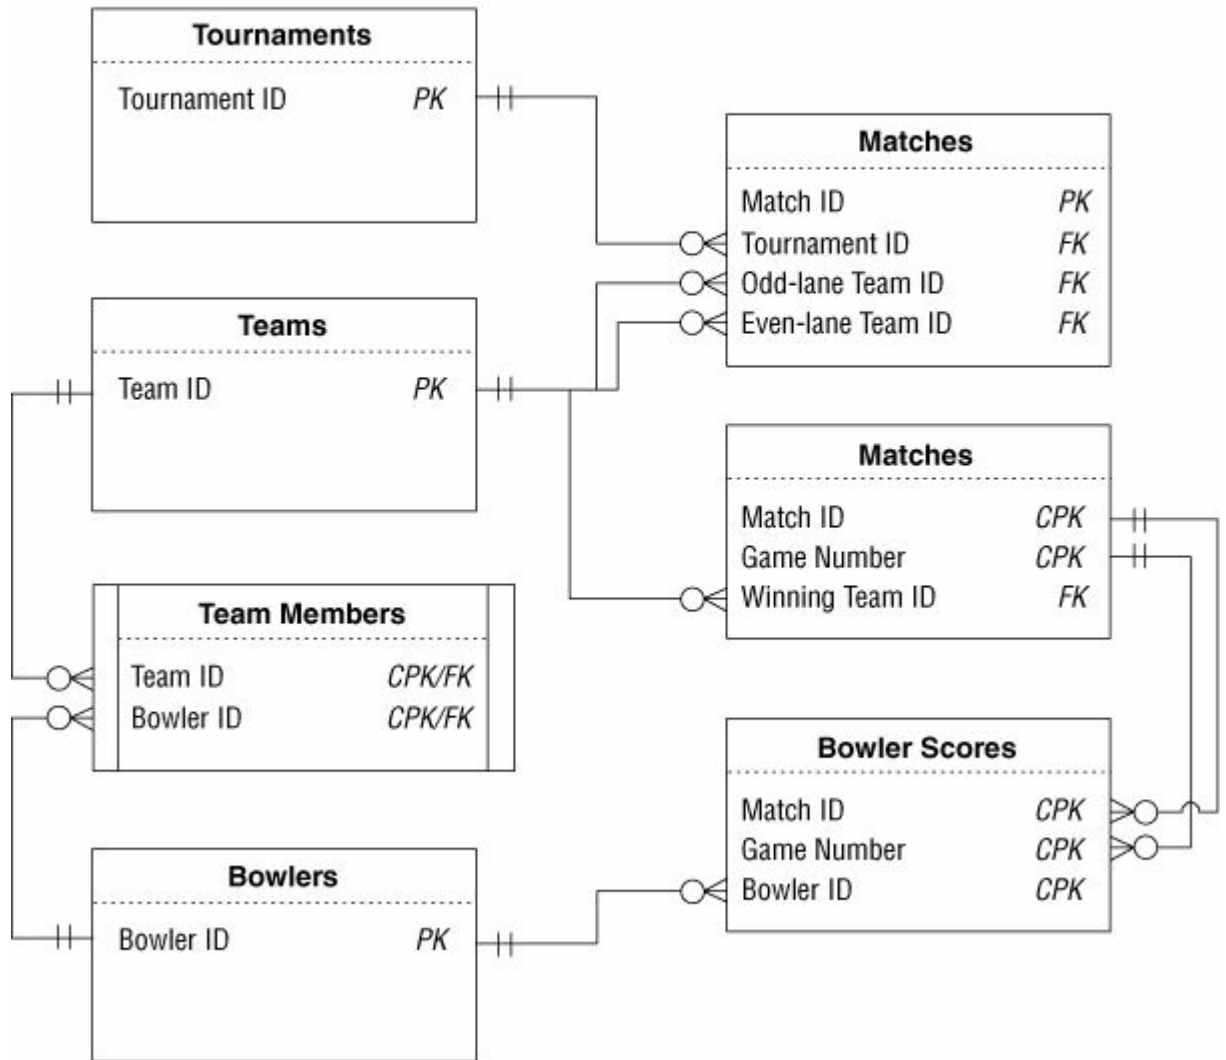 Tournaments
Tournament ID PK
Teams
Team ID PK
Team Members
Team ID CPK/FK
Bowler ID CPK/FK
Bowlers
Bowler ID PK
Matches
Match ID PK
Tournament ID FK
Odd-lane Team ID FK
Even-lane Team ID FK
Matches
Match ID CPK
Game Number CPK
Winning Team ID FK
Bowler Scores
Match ID CPK
Game Number CPK
Bowler ID CPK